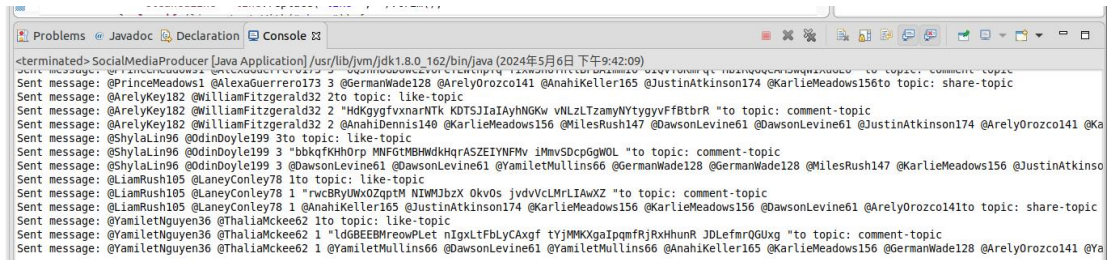 Problems @ Javadoc Declaration Console
<terminated> SocialMediaProducer [Java Application] /usr/lib/jvm/jdk1.8.0_162/bin/java (2024年5月6日 下午9:42:09)
Sent message: @PrinceMeadows1 @AlexaGuerrero173 3 @GermanWade128 @ArelyOrozco141 @AnahiKeller165 @JustinAtkinson174 @KarlieMeadows156to topic: share-topic
Sent message: @ArelyKey182 @WilliamFitzgerald32 2to topic: like-topic
Sent message: @ArelyKey182 @WilliamFitzgerald32 2 "HdKgygfvxnarNTk KDTSJIaIAyhNGKw vNLzLTzamyNYtygyvFfBtbrR "to topic: comment-topic
Sent message: @ArelyKey182 @WilliamFitzgerald32 2 @AnahiDennis140 @KarlieMeadows156 @MilesRush147 @DawsonLevine61 @DawsonLevine61 @JustinAtkinson174 @ArelyOrozco141 @Ka
Sent message: @ShylaLin96 @OdinDoyle199 3to topic: like-topic
Sent message: @ShylaLin96 @OdinDoyle199 3 "bbkqfKHhOrp MNFGtMBHWdkHqrASZEIYNFMv iMmvSDcpGgWOL "to topic: comment-topic
Sent message: @ShylaLin96 @OdinDoyle199 3 @DawsonLevine61 @DawsonLevine61 @YamiletMullins66 @GermanWade128 @GermanWade128 @MilesRush147 @KarlieMeadows156 @JustinAtkinso
Sent message: @LiamRush105 @LaneyConley78 1to topic: like-topic
Sent message: @LiamRush105 @LaneyConley78 1 "rwcBRyUWxOZqptM NIWMJbzX OkvOs jvdvVcLMrLIAwXZ "to topic: comment-topic
Sent message: @LiamRush105 @LaneyConley78 1 @AnahiKeller165 @JustinAtkinson174 @KarlieMeadows156 @KarlieMeadows156 @DawsonLevine61 @ArelyOrozco141to topic: share-topic
Sent message: @YamiletNguyen36 @ThaliaMckee62 1to topic: like-topic
Sent message: @YamiletNguyen36 @ThaliaMckee62 1 "ldGBEEBMreowPLet nIgxLtFbLyCAxgf tYjMMKXgaIpqmfRjRxHhunR JDLefmrQGUxg "to topic: comment-topic
Sent message: @YamiletNguyen36 @ThaliaMckee62 1 @YamiletMullins66 @DawsonLevine61 @YamiletMullins66 @AnahiKeller165 @KarlieMeadows156 @GermanWade128 @ArelyOrozco141 @Ya